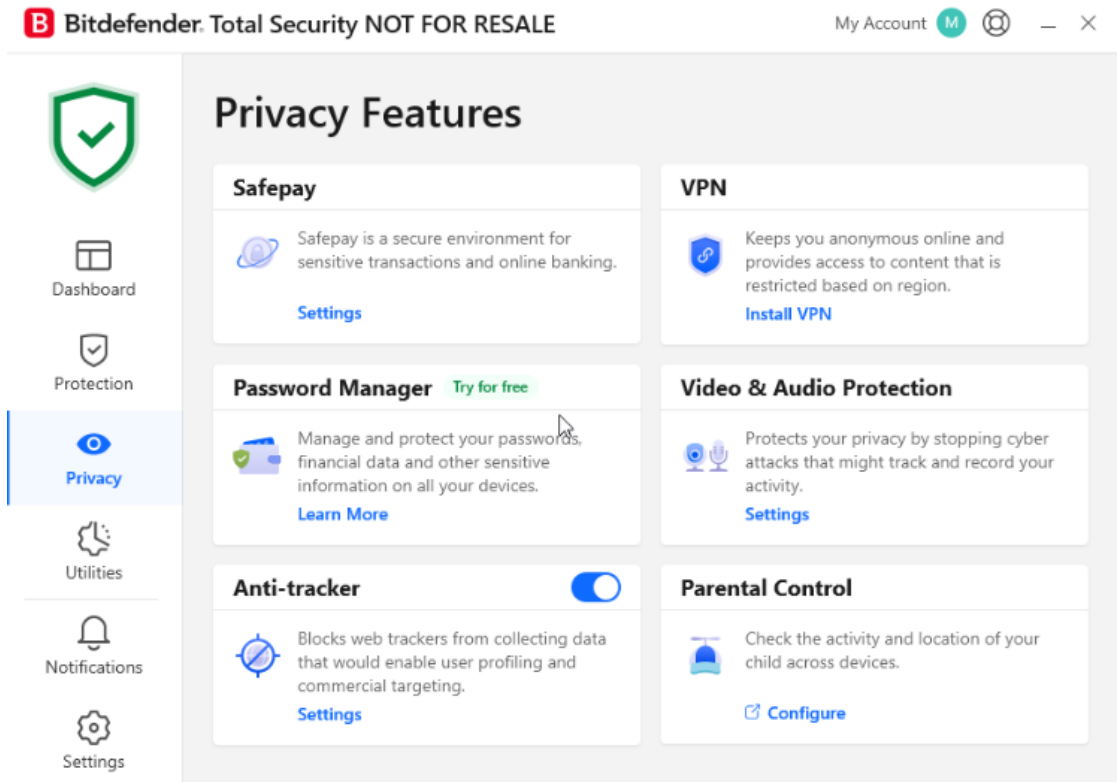 B Bitdefender. Total Security NOT FOR RESALE
My Account M
Dashboard
Protection
Privacy
Utilities
Notifications
Settings
Privacy Features
Safepay
Safepay is a secure environment for
sensitive transactions and online banking.
Settings
VPN
Keeps you anonymous online and
provides access to content that is
restricted based on region.
Install VPN
Password Manager Try for free
Manage and protect your passwords,
financial data and other sensitive
information on all your devices.
Learn More
Video & Audio Protection
Protects your privacy by stopping cyber
attacks that might track and record your
activity.
Settings
Anti-tracker
Blocks web trackers from collecting data
that would enable user profiling and
commercial targeting.
Settings
Parental Control
Check the activity and location of your
child across devices.
Configure